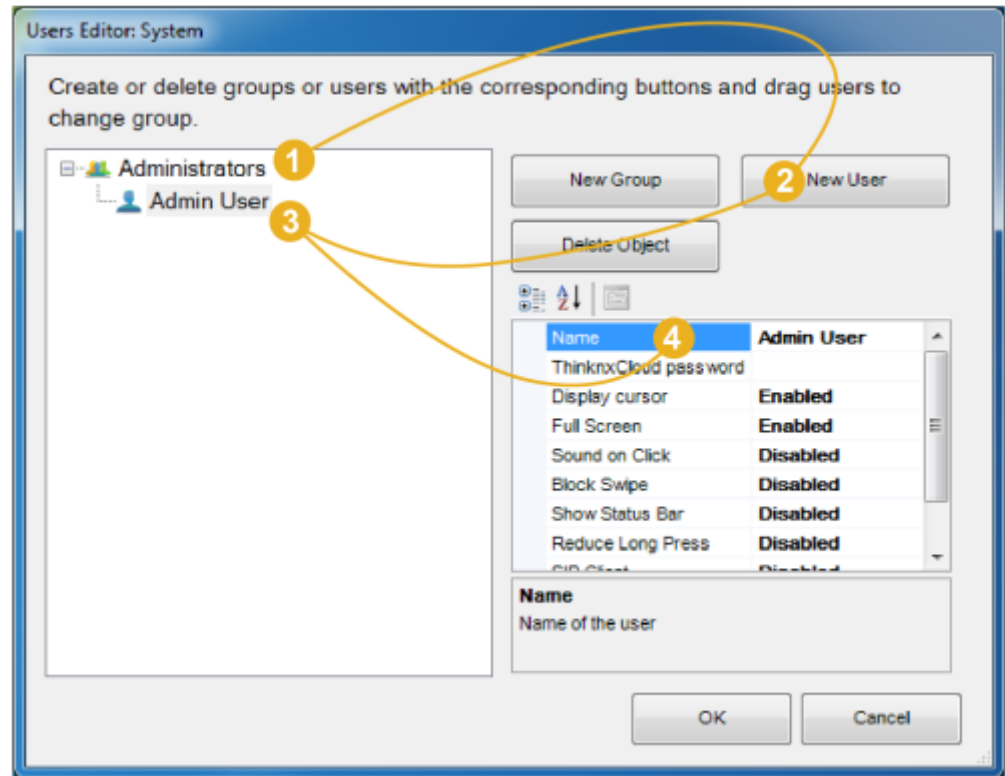 Users Editor: System
Create or delete groups or users with the corresponding buttons and drag users to
change group.
Administrators 1
Admin User
3
New Group
2 New User
Delete Object
Name 4 Admin User
ThinknxCloud password
Display cursor Enabled
Full Screen Enabled
Sound on Click Disabled
Block Swipe Disabled
Show Status Bar Disabled
Reduce Long Press Disabled
SIP Client Disabled
Name
Name of the user
OK Cancel